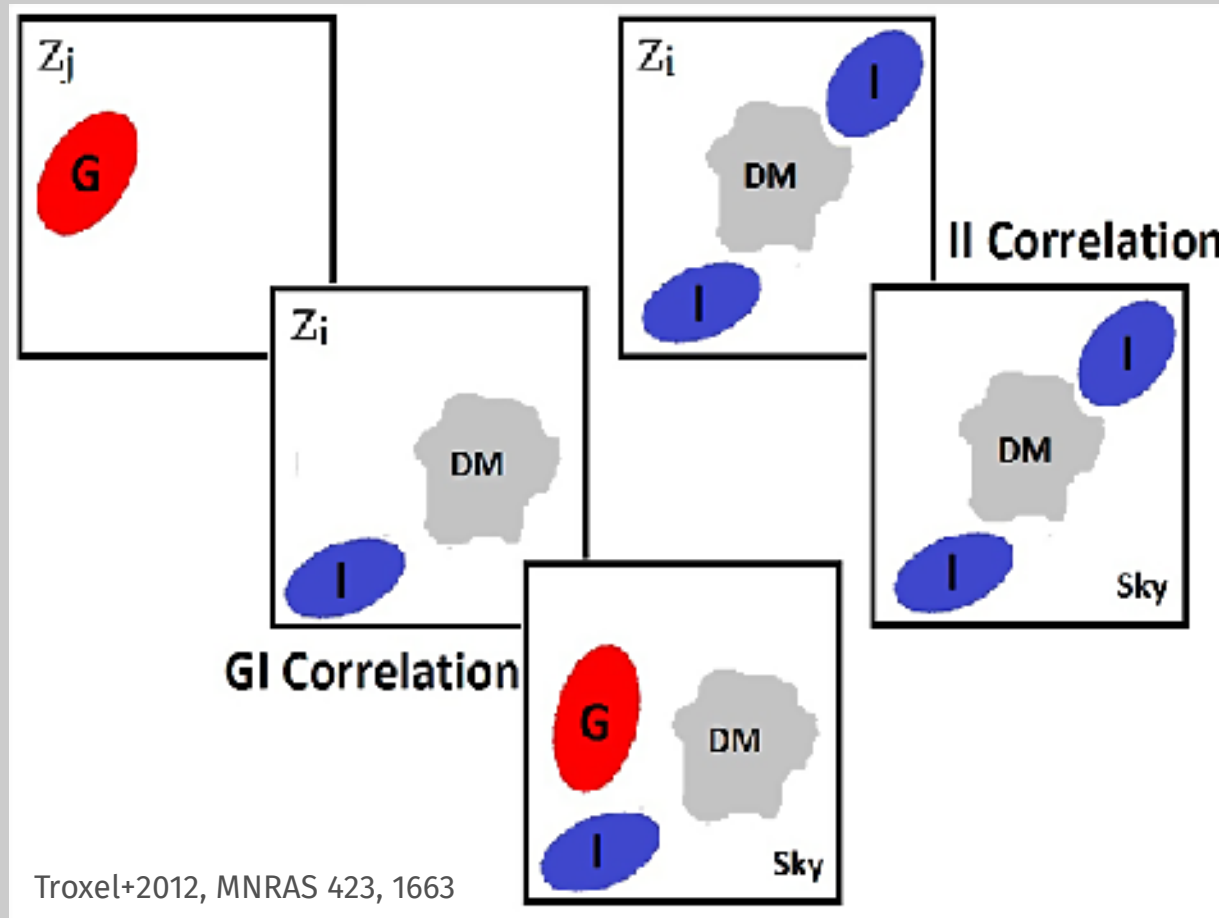 Zj
G
Zi
I
DM
I
II Correlation
Zi
DM
I
GI Correlation
I
DM
I
Sky
G
DM
I
Sky
Troxel+2012, MNRAS 423, 1663